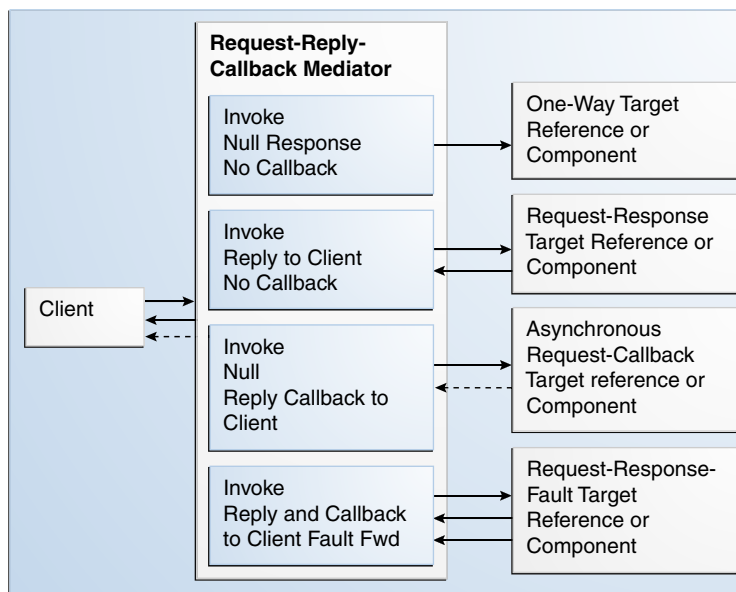 Request-Reply-
Callback Mediator
Invoke
Null Response
No Callback
One-Way Target
Reference or
Component
Invoke
Reply to Client
No Callback
Request-Response
Target Reference or
Component
Client
Invoke
Null
Reply Callback to
Client
Asynchronous
Request-Callback
Target reference or
Component
Invoke
Reply and Callback
to Client Fault Fwd
Request-Response-
Fault Target
Reference or
Component